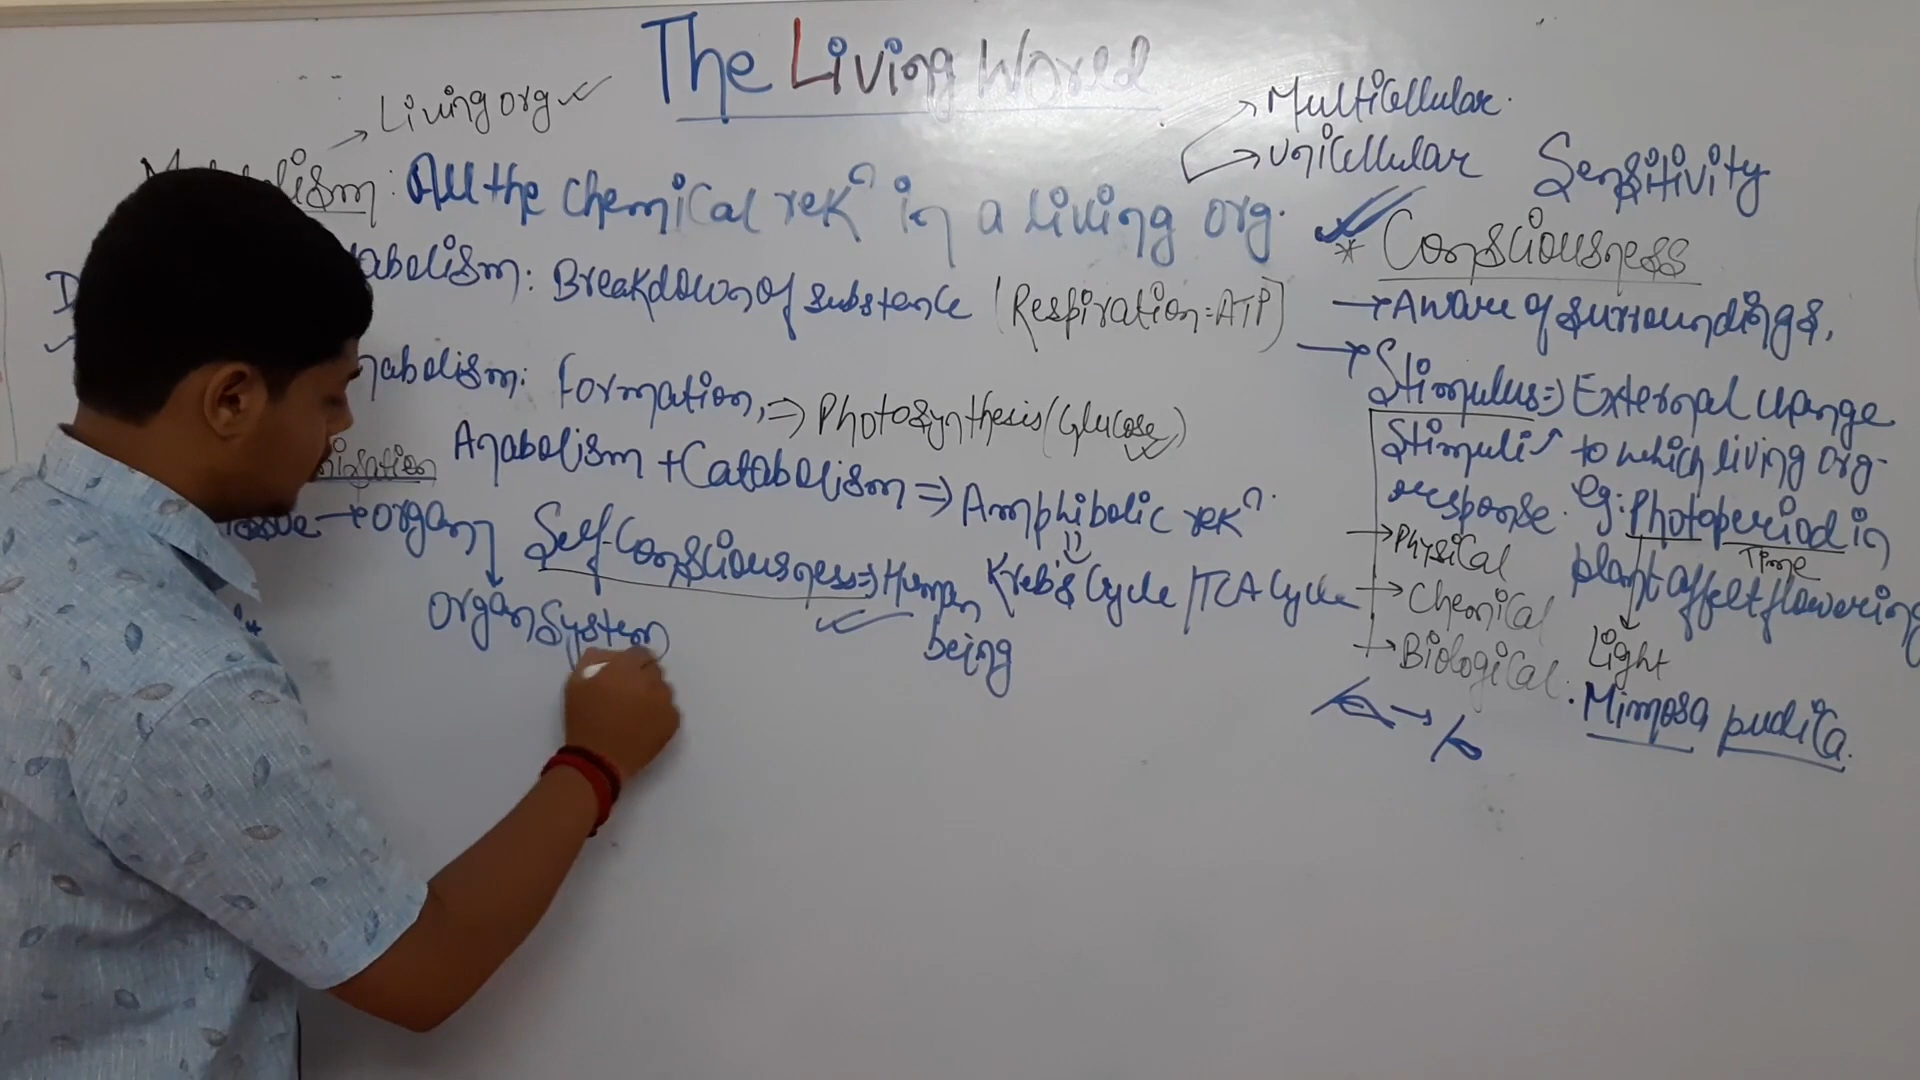 The Living World
Living org
Multicellular
Unicellular
Sensitivity
All the chemical rek^n in a living org.
* Consciousness
Breakdown of substance (Respiration=ATP)
→ Aware of surroundings,
Formation, ⇒ Photosynthesis (Glucose)
→ Stimulus ⇒ External change
Stimuli to which living org-
response. eg: Photoperiod in
Time
plant affect flowering
Anabolism + Catabolism ⇒ Amphibolic rek^n.
→ organ
Self-Consciousness ⇒ Human
being
Kreb's Cycle / TCA Cycle
organ system
→ Physical
→ Chemical
→ Biological.
Light
Mimosa pudica.